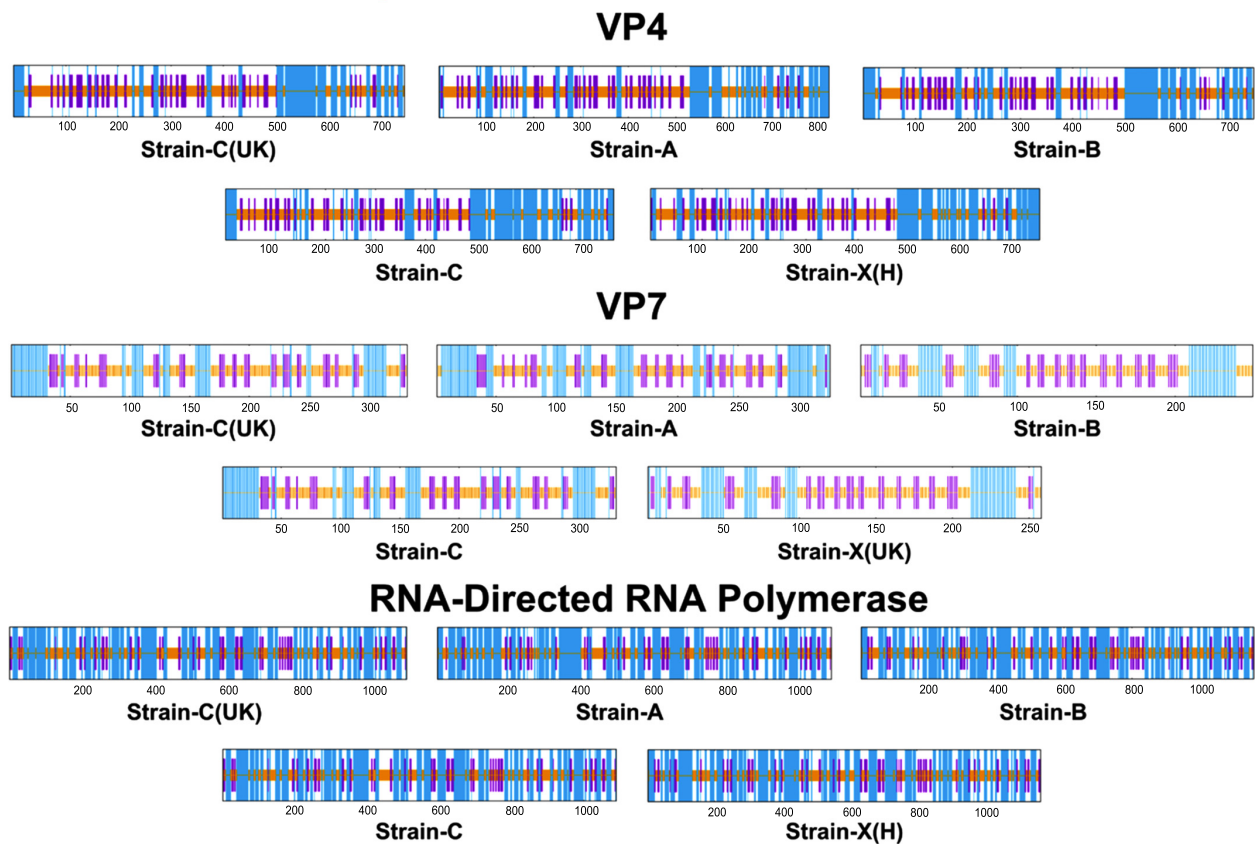 VP4
100 200 300 400 500 600 700
Strain-C(UK)
100 200 300 400 500 600 700 800
Strain-A
100 200 300 400 500 600 700
Strain-B
100 200 300 400 500 600 700
Strain-C
100 200 300 400 500 600 700
Strain-X(H)
VP7
50 100 150 200 250 300
Strain-C(UK)
50 100 150 200 250 300
Strain-A
50 100 150 200
Strain-B
50 100 150 200 250 300
Strain-C
50 100 150 200 250
Strain-X(UK)
RNA-Directed RNA Polymerase
200 400 600 800 1000
Strain-C(UK)
200 400 600 800 1000
Strain-A
200 400 600 800 1000
Strain-B
200 400 600 800 1000
Strain-C
200 400 600 800 1000
Strain-X(H)